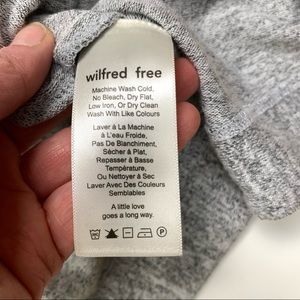 wilfred free
Machine Wash Cold,
No Bleach, Dry Flat,
Low Iron, Or Dry Clean
Wash With Like Colours
Laver à La Machine
à L'eau Froide,
Pas De Blanchiment,
Sécher à Plat,
Repasser à Basse
Température,
Ou Nettoyer à Sec
Laver Avec Des Couleurs
Semblables
A little love
goes a long way.
P